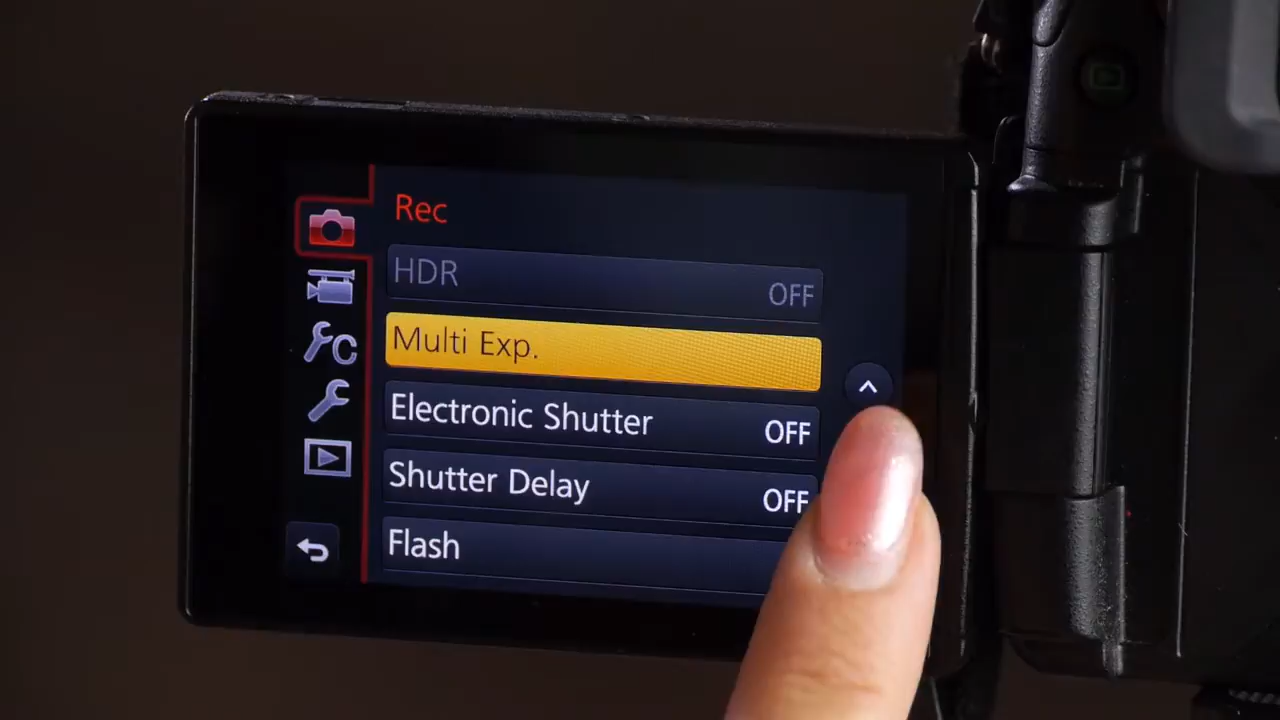 Rec
HDR OFF
Multi Exp.
Electronic Shutter OFF
Shutter Delay OFF
Flash
C